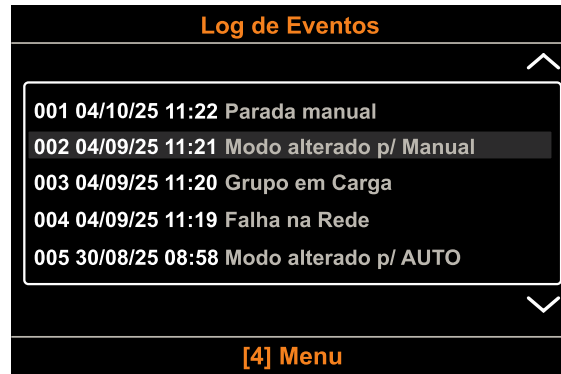 Log de Eventos
001 04/10/25 11:22 Parada manual
002 04/09/25 11:21 Modo alterado p/ Manual
003 04/09/25 11:20 Grupo em Carga
004 04/09/25 11:19 Falha na Rede
005 30/08/25 08:58 Modo alterado p/ AUTO
[4] Menu